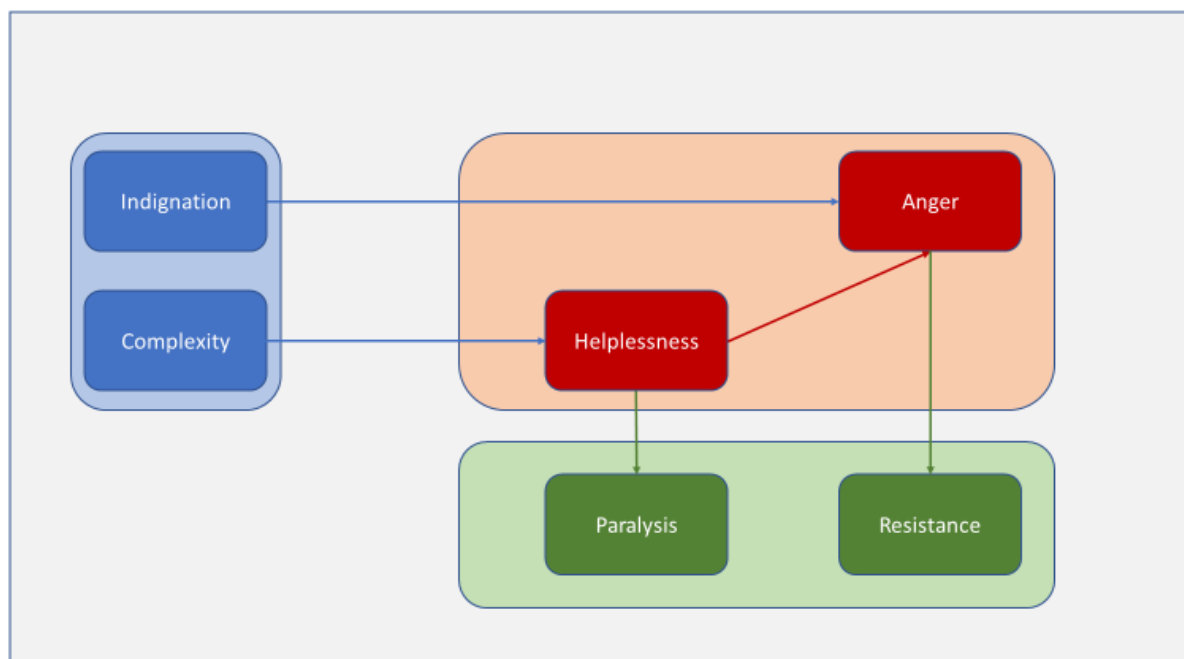 Indignation
Anger
Complexity
Helplessness
Paralysis
Resistance